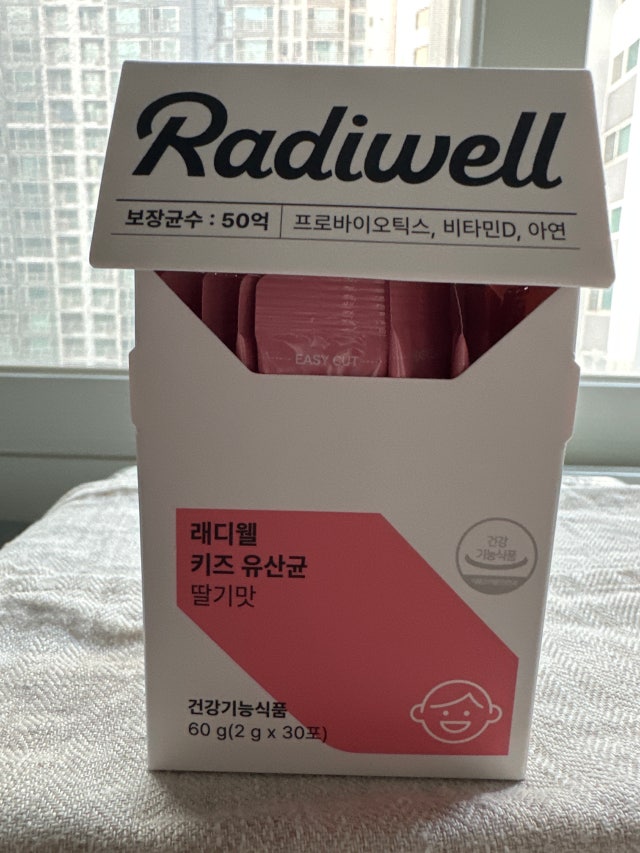 Radiwell
보장균수 : 50억 프로바이오틱스, 비타민D, 아연
EASY CUT
래디웰
키즈 유산균
딸기맛
건강
기능식품
건강기능식품
60 g(2 g x 30포)